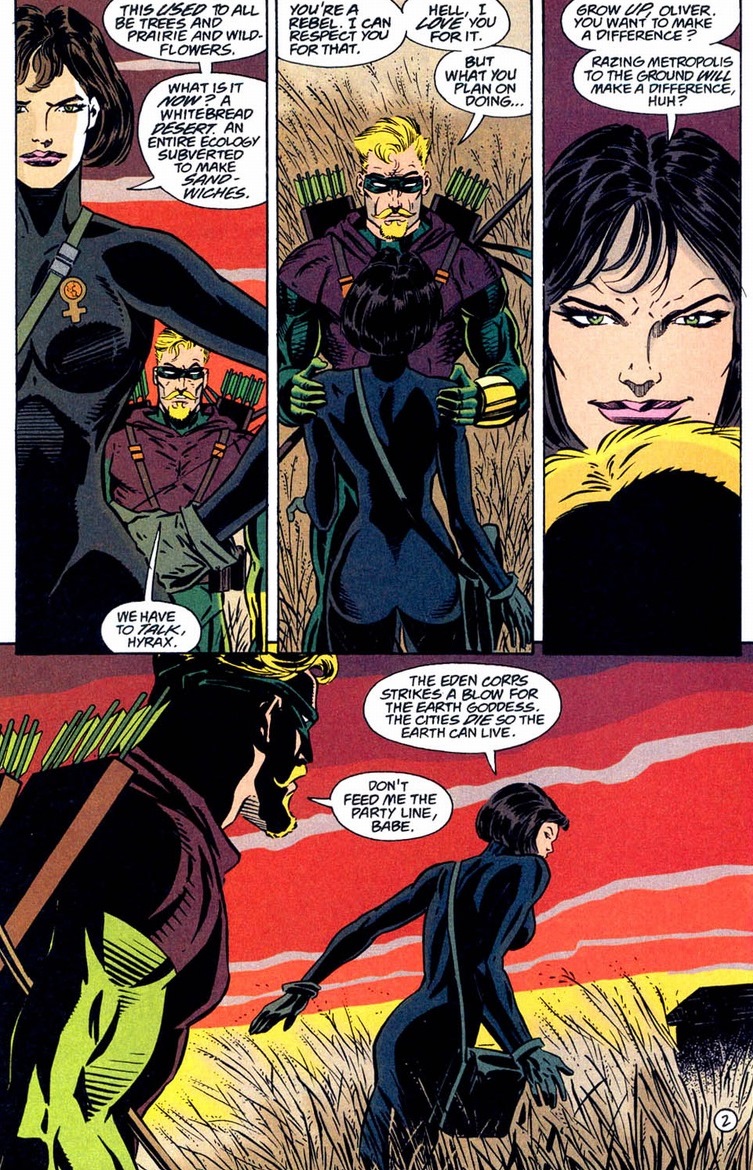 THIS USED TO ALL
BE TREES AND
PRAIRIE AND WILD-
FLOWERS.
WHAT IS IT
NOW? A
WHITEBREAD
DESERT. AN
ENTIRE ECOLOGY
SUBVERTED
TO MAKE
SAND-
WICHES.
WE HAVE
TO TALK,
HYRAX.
YOU'RE A
REBEL. I CAN
RESPECT YOU
FOR THAT.
HELL, I
LOVE YOU
FOR IT.
BUT
WHAT YOU
PLAN ON
DOING...
GROW UP, OLIVER.
YOU WANT TO MAKE
A DIFFERENCE?
RAZING METROPOLIS
TO THE GROUND WILL
MAKE A DIFFERENCE,
HUH?
THE EDEN CORPS
STRIKES A BLOW FOR
THE EARTH GODDESS.
THE CITIES DIE SO THE
EARTH CAN LIVE.
DON'T
FEED ME THE
PARTY LINE,
BABE.
2